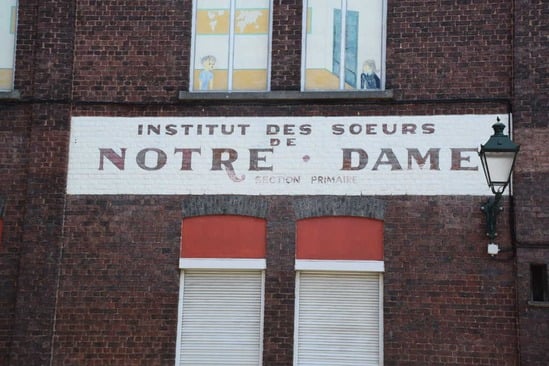 INSTITUT DES SOEURS
DE
NOTRE · DAME
SECTION PRIMAIRE